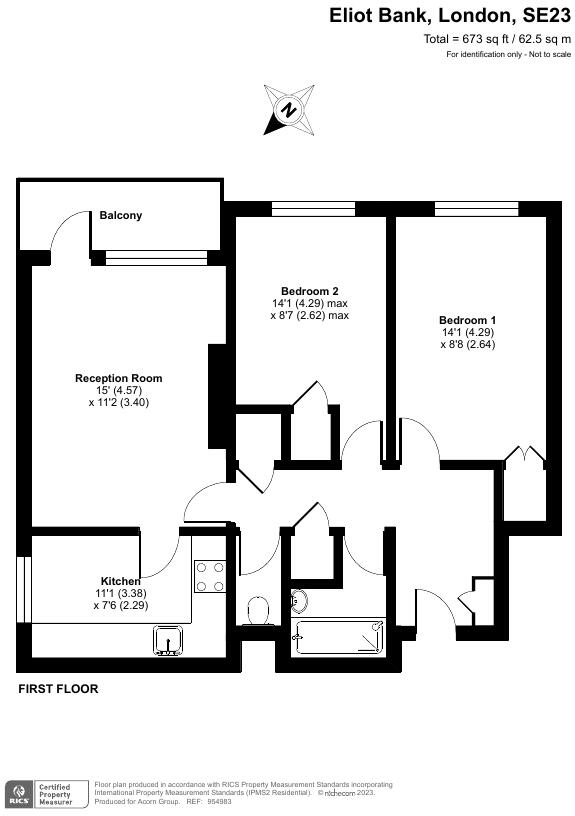 Eliot Bank, London, SE23
Total = 673 sq ft / 62.5 sq m
For identification only - Not to scale
N
Balcony
Bedroom 2
14'1 (4.29) max
x 8'7 (2.62) max
Bedroom 1
14'1 (4.29)
x 8'8 (2.64)
Reception Room
15' (4.57)
x 11'2 (3.40)
Kitchen
11'1 (3.38)
x 7'6 (2.29)
FIRST FLOOR
RICS
Certified
Property
Measurer
Floor plan produced in accordance with RICS Property Measurement Standards incorporating
International Property Measurement Standards (IPMS2 Residential). © nichecom 2023.
Produced for Acorn Group. REF: 954983